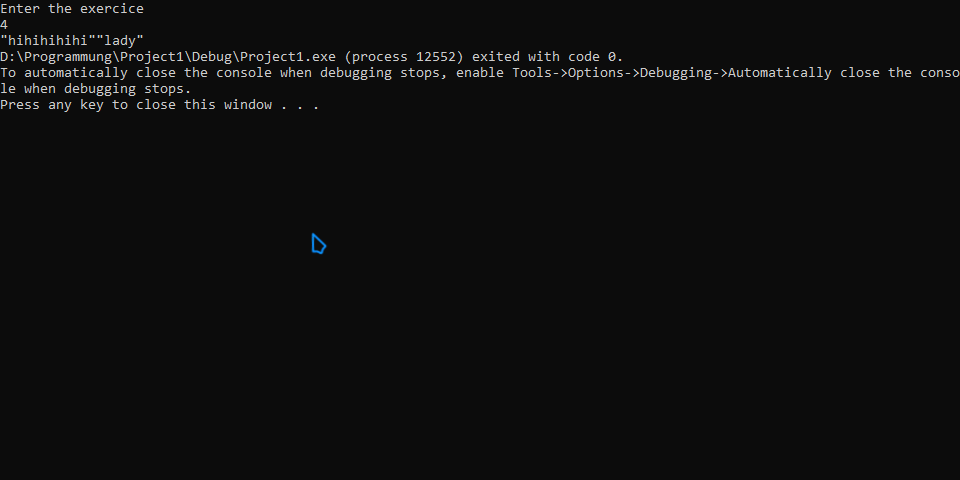 Enter the exercice
4
"hihihihihi""lady"
D:\Programmung\Project1\Debug\Project1.exe (process 12552) exited with code 0.
To automatically close the console when debugging stops, enable Tools->Options->Debugging->Automatically close the conso
le when debugging stops.
Press any key to close this window . . .